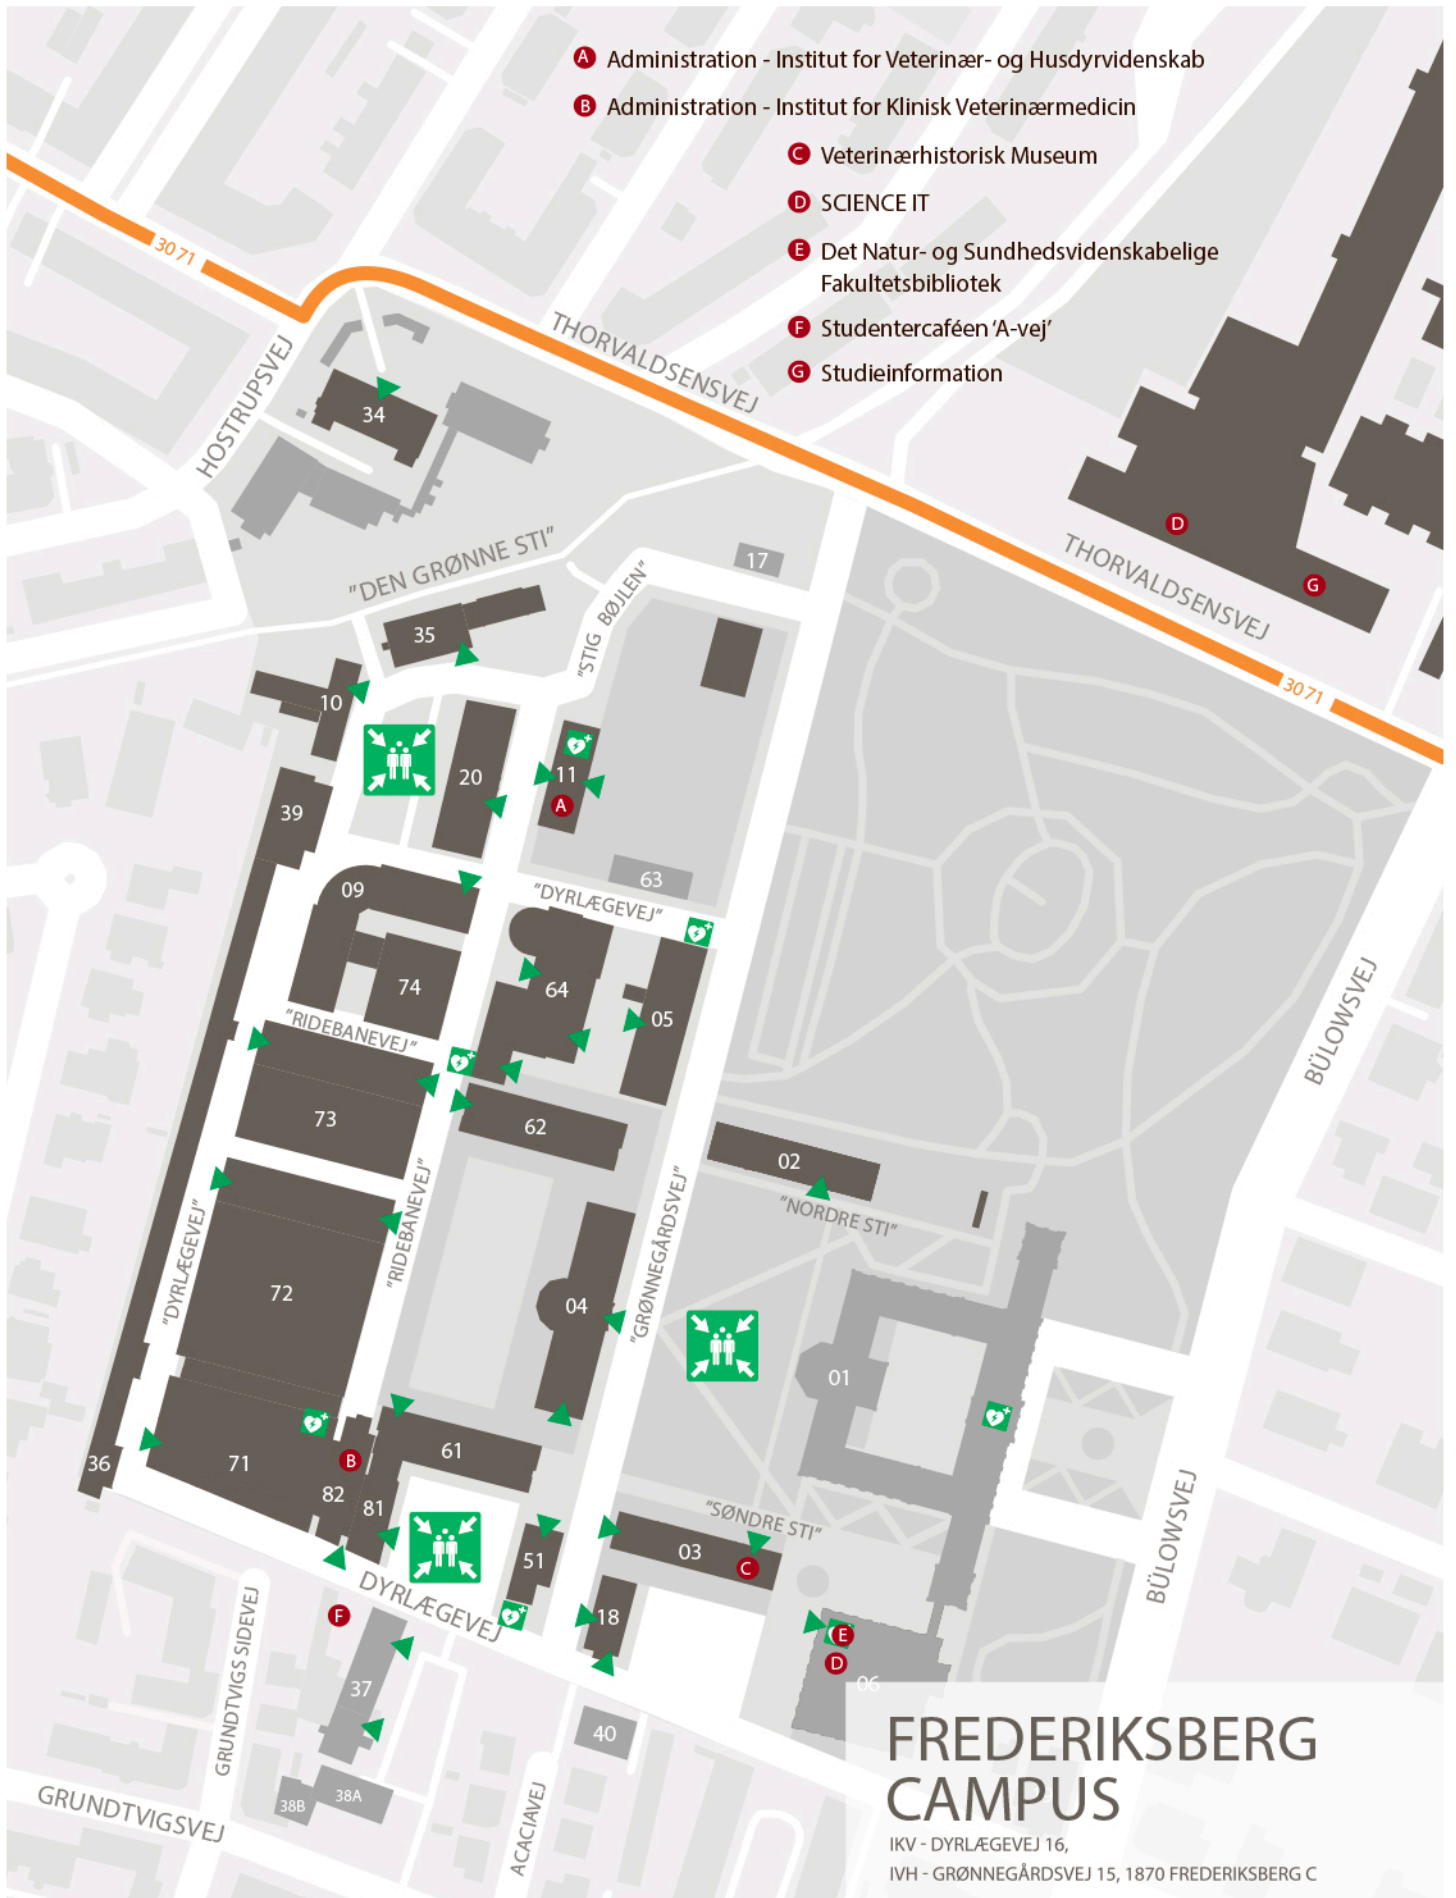 A Administration - Institut for Veterinær- og Husdyrvidenskab
B Administration - Institut for Klinisk Veterinærmedicin
C Veterinærhistorisk Museum
D SCIENCE IT
E Det Natur- og Sundhedsvidenskabelige
Fakultetsbibliotek
F Studentercaféen ‘A-vej’
G Studieinformation
30 71
THORVALDSENSVEJ
HOSTRUPSVEJ
34
D
THORVALDSENSVEJ
G
"DEN GRØNNE STI"
17
"STIG BØJLEN"
35
30 71
10
20
11
A
39
63
09
"DYRLÆGEVEJ"
74
64
05
"RIDEBANEVEJ"
BÜLOWSVEJ
73
62
02
"NORDRE STI"
"DYRLÆGEVEJ"
"RIDEBANEVEJ"
"GRØNNEGÅRDSVEJ"
72
04
01
36
71
B
61
82
81
"SØNDRE STI"
03
C
51
BÜLOWSVEJ
DYRLÆGEVEJ
F
18
E
D
06
GRUNDTVIGS SIDEVEJ
37
40
38B
38A
ACACIAVEJ
GRUNDTVIGSVEJ
FREDERIKSBERG
CAMPUS
IKV - DYRLÆGEVEJ 16,
IVH - GRØNNEGÅRDSVEJ 15, 1870 FREDERIKSBERG C